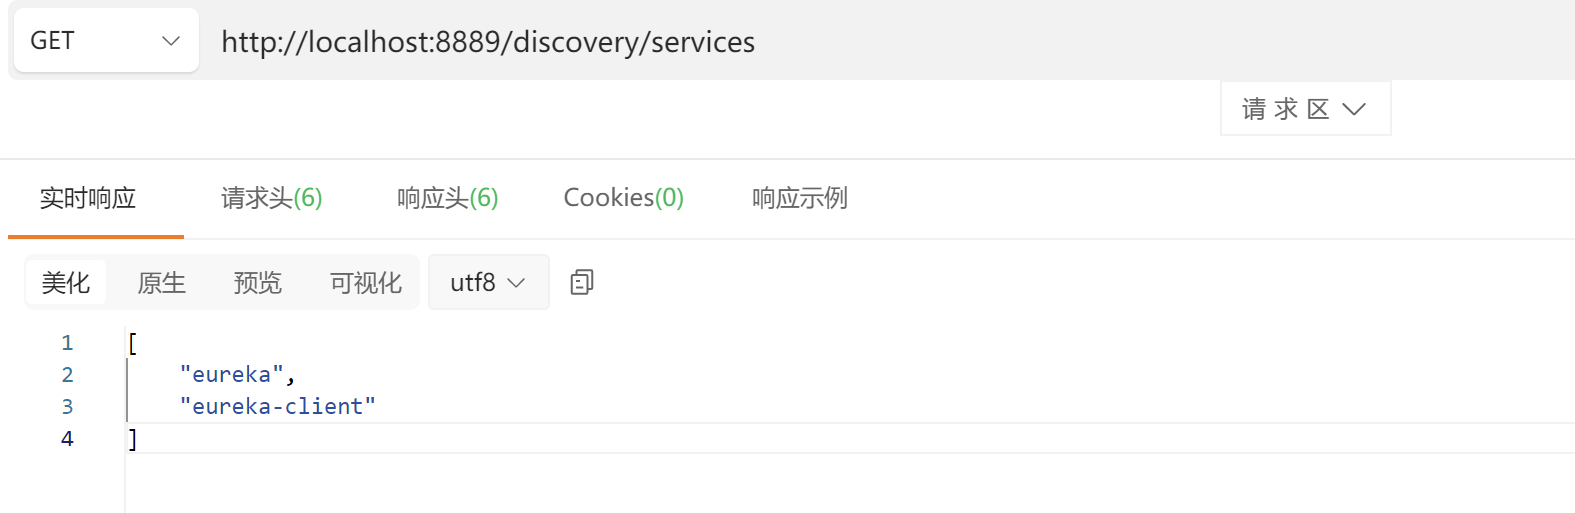 GET http://localhost:8889/discovery/services
请求区
实时响应 请求头(6) 响应头(6) Cookies(0) 响应示例
美化 原生 预览 可视化 utf8
1 [
2 "eureka",
3 "eureka-client"
4 ]